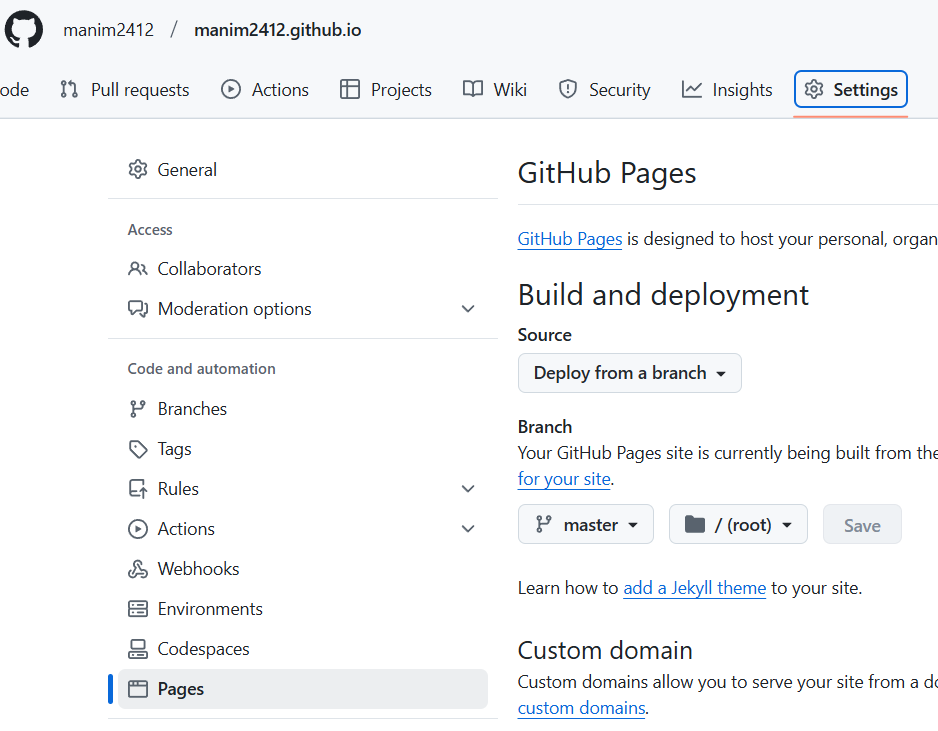 manim2412 / manim2412.github.io
ode Pull requests Actions Projects Wiki Security Insights Settings
General
Access
Collaborators
Moderation options
Code and automation
Branches
Tags
Rules
Actions
Webhooks
Environments
Codespaces
Pages
GitHub Pages
GitHub Pages is designed to host your personal, organ
Build and deployment
Source
Deploy from a branch
Branch
Your GitHub Pages site is currently being built from the
for your site.
master / (root) Save
Learn how to add a Jekyll theme to your site.
Custom domain
Custom domains allow you to serve your site from a do
custom domains.